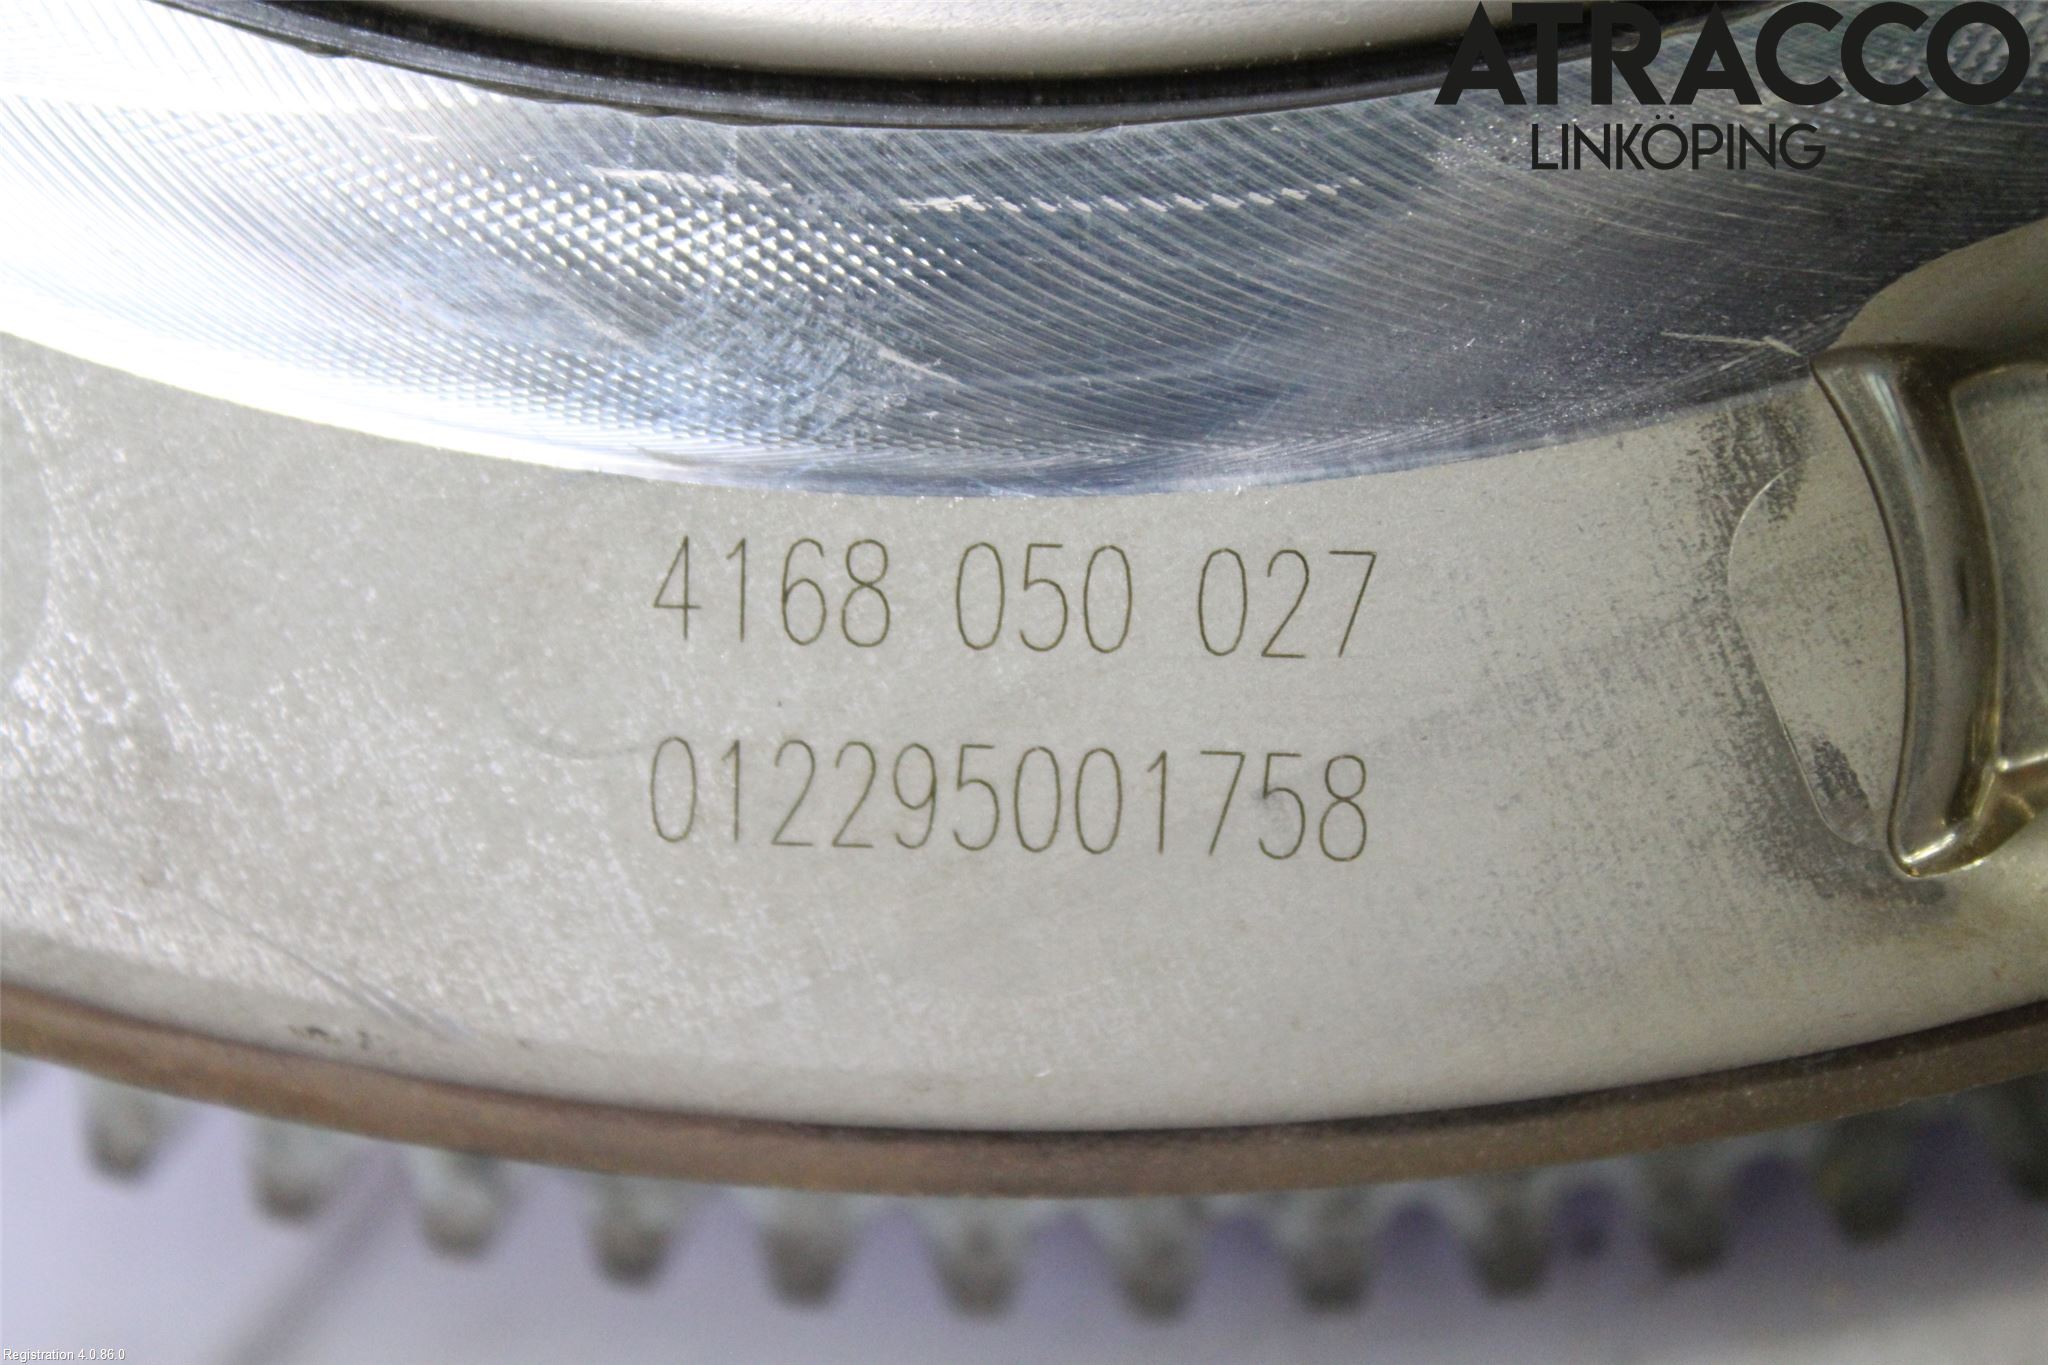 ATRACCO
LINKÖPING
4168 050 027
012295001758
Registration 4.0.86.0